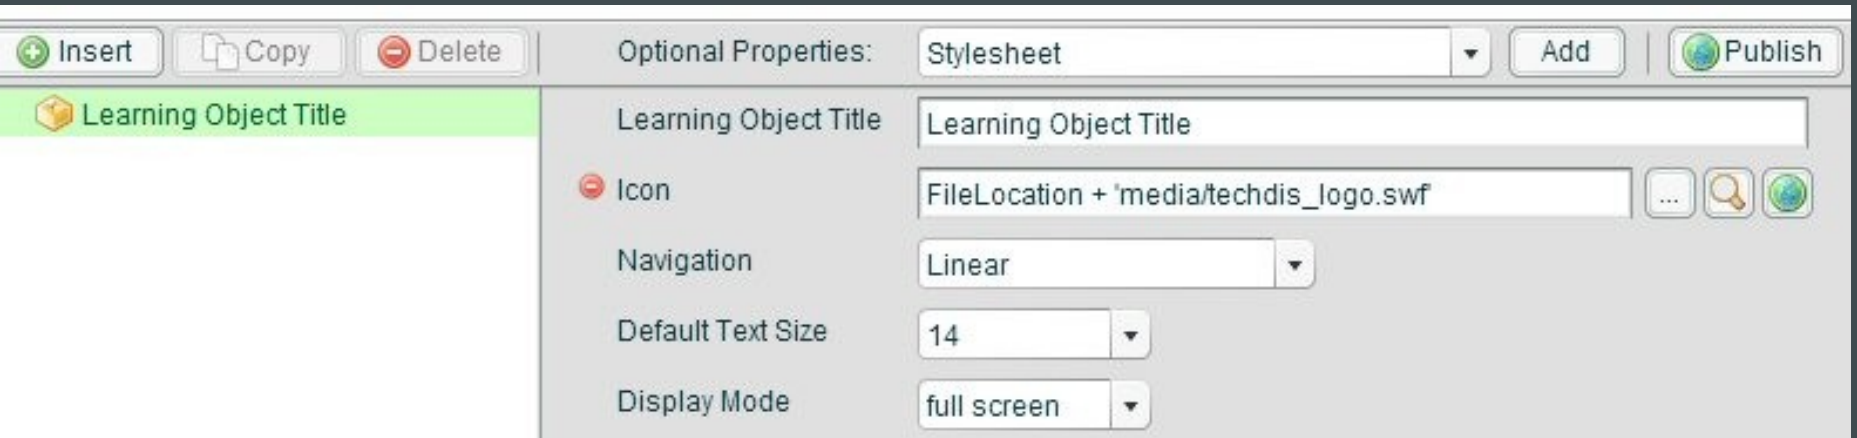 Insert Copy Delete Optional Properties: Stylesheet Add Publish
Learning Object Title
Learning Object Title Learning Object Title
Icon FileLocation + 'media/techdis_logo.swf' ...
Navigation Linear
Default Text Size 14
Display Mode full screen